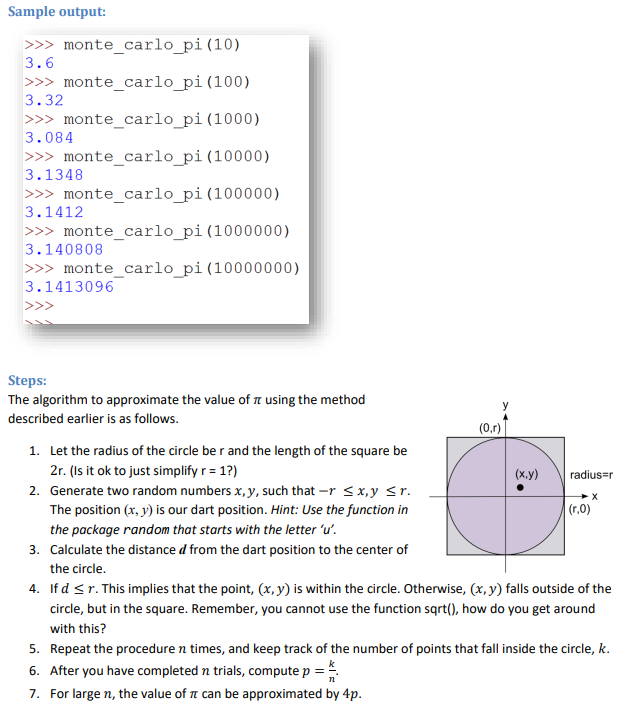 Sample output:
>>> monte_carlo_pi(10)
3.6
>>> monte_carlo_pi(100)
3.32
>>> monte_carlo_pi(1000)
3.084
>>> monte_carlo_pi(10000)
3.1348
>>> monte_carlo_pi(100000)
3.1412
>>> monte_carlo_pi(1000000)
3.140808
>>> monte_carlo_pi(10000000)
3.1413096
>>>
Steps:
The algorithm to approximate the value of π using the method
described earlier is as follows.
1. Let the radius of the circle be r and the length of the square be
2r. (Is it ok to just simplify r = 1?)
2. Generate two random numbers x, y, such that −r ≤ x, y ≤ r.
The position (x, y) is our dart position. Hint: Use the function in
the package random that starts with the letter ‘u’.
3. Calculate the distance d from the dart position to the center of
the circle.
4. If d ≤ r. This implies that the point, (x, y) is within the circle. Otherwise, (x, y) falls outside of the
circle, but in the square. Remember, you cannot use the function sqrt(), how do you get around
with this?
5. Repeat the procedure n times, and keep track of the number of points that fall inside the circle, k.
6. After you have completed n trials, compute p = k/n.
7. For large n, the value of π can be approximated by 4p.
y
(0,r)
(x,y)
radius=r
x
(r,0)